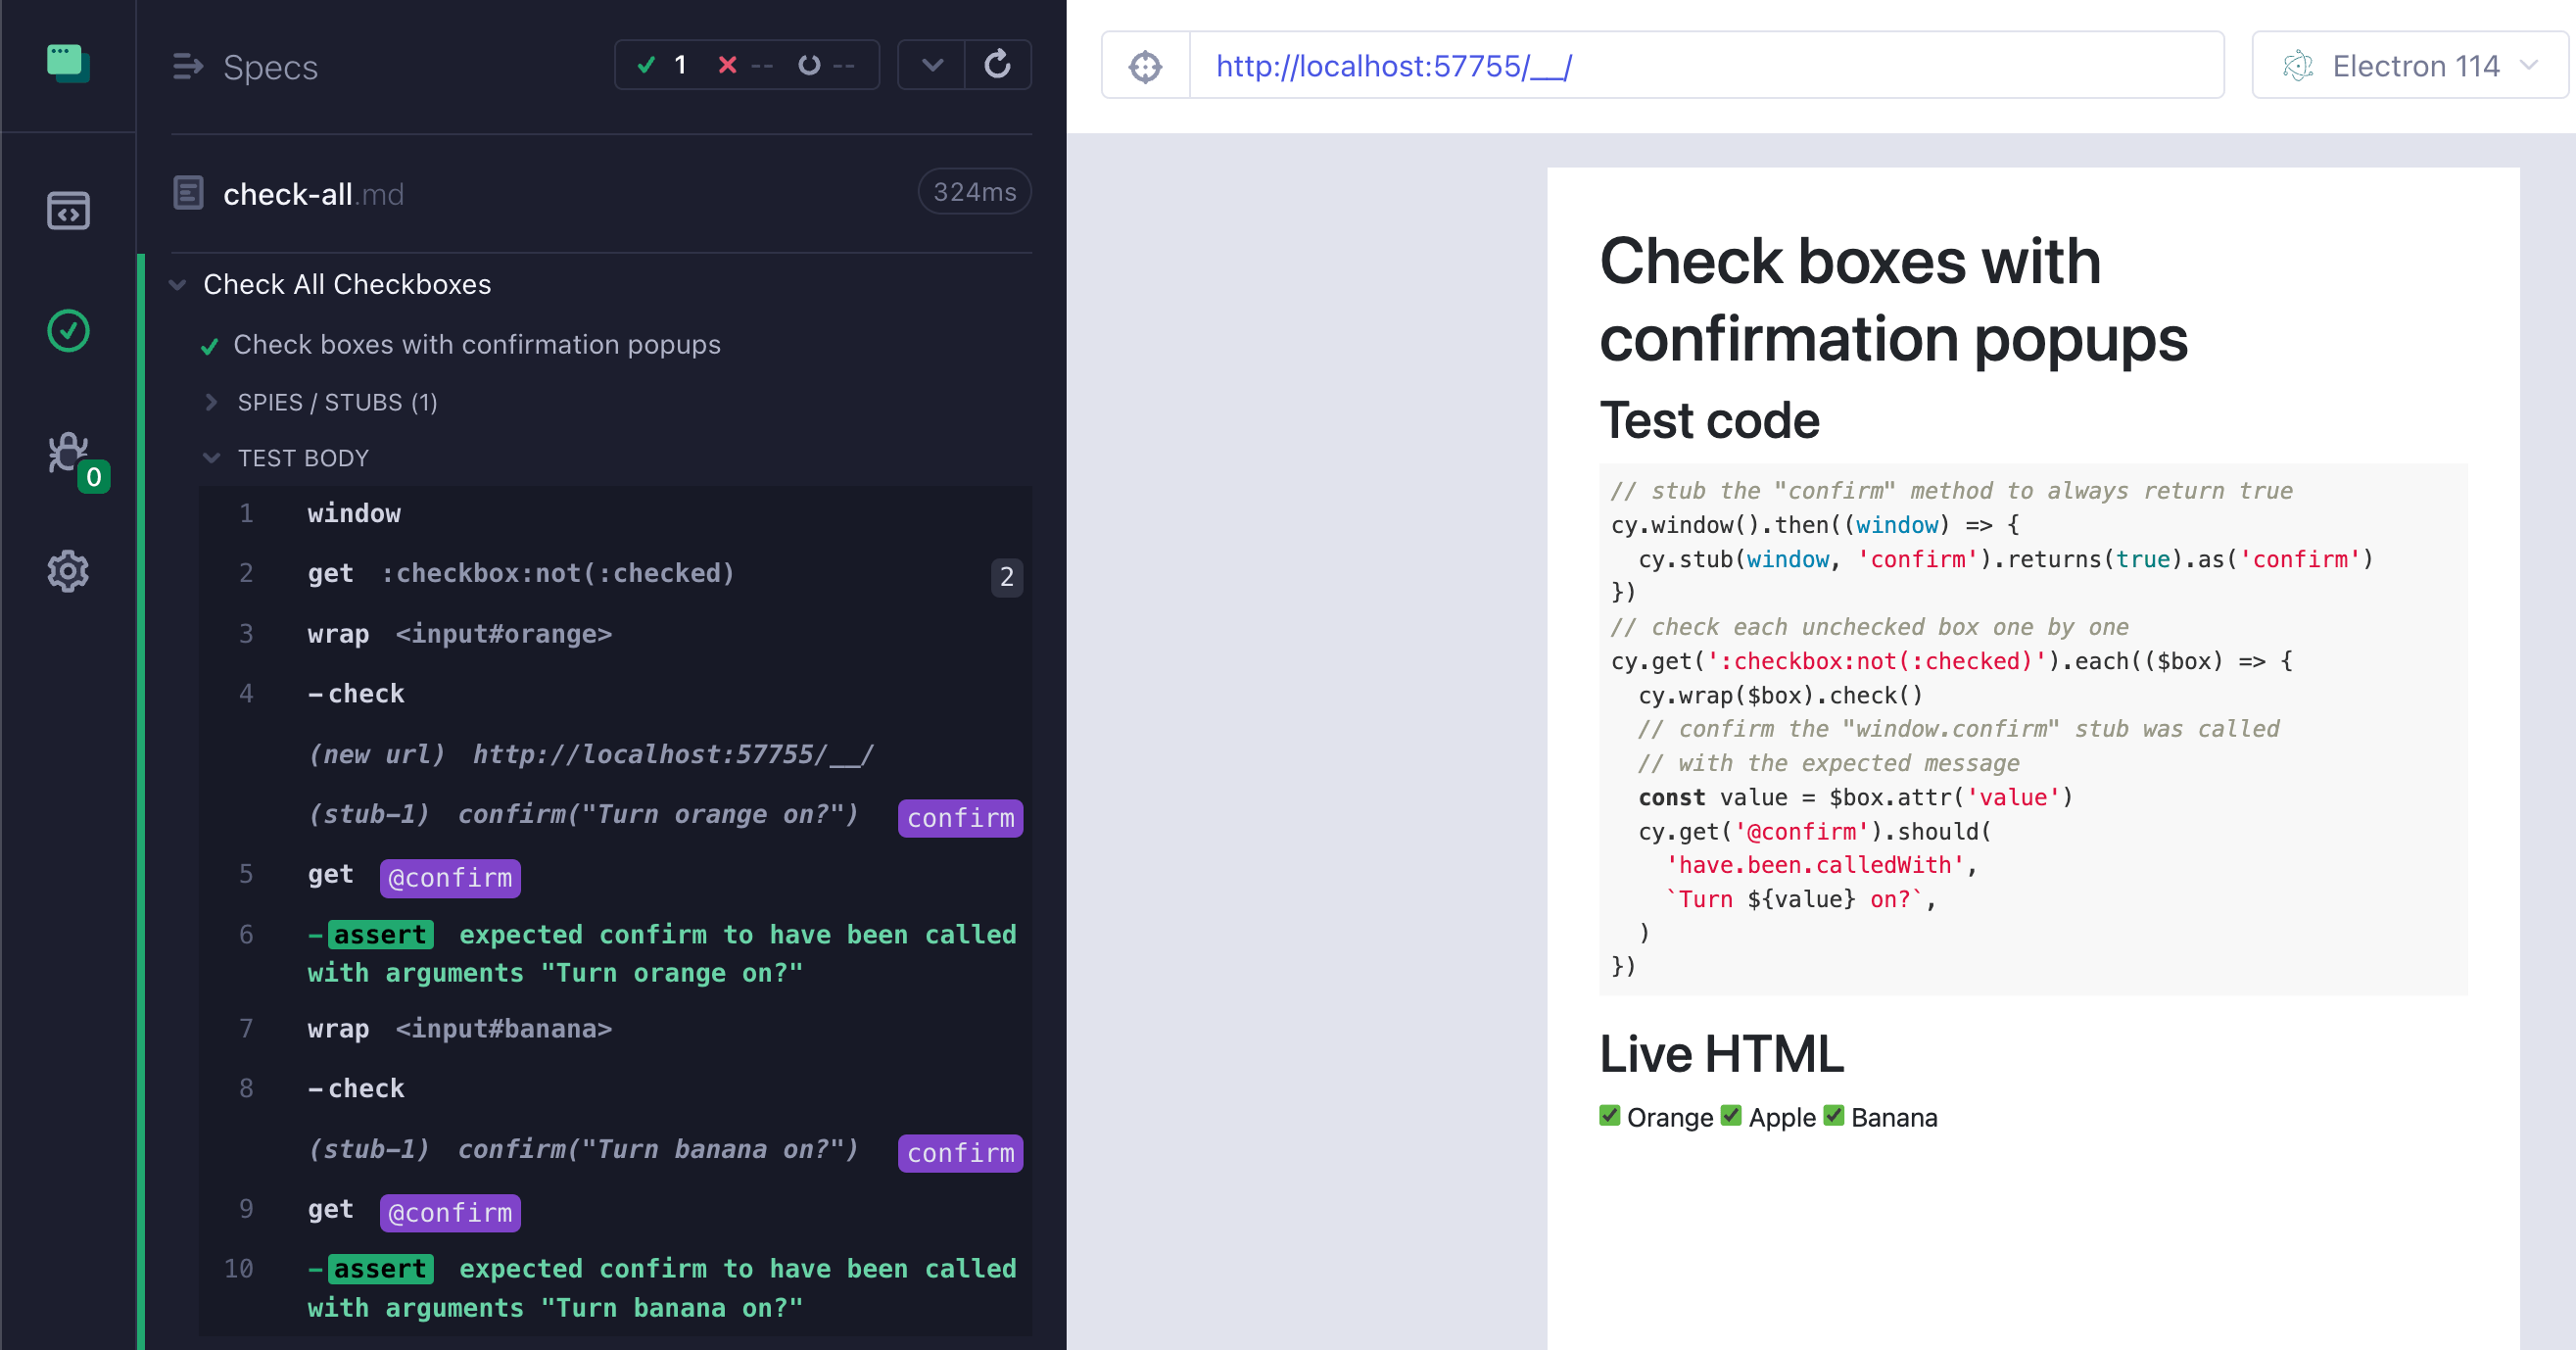 Specs
1 -- --
check-all.md
324ms
Check All Checkboxes
Check boxes with confirmation popups
SPIES / STUBS (1)
TEST BODY
1 window
2 get :checkbox:not(:checked) 2
3 wrap <input#orange>
4 -check
(new url) http://localhost:57755/__/
(stub-1) confirm("Turn orange on?") confirm
5 get @confirm
6 -assert expected confirm to have been called
with arguments "Turn orange on?"
7 wrap <input#banana>
8 -check
(stub-1) confirm("Turn banana on?") confirm
9 get @confirm
10 -assert expected confirm to have been called
with arguments "Turn banana on?"
0
http://localhost:57755/__/
Electron 114
Check boxes with
confirmation popups
Test code
// stub the "confirm" method to always return true
cy.window().then((window) => {
  cy.stub(window, 'confirm').returns(true).as('confirm')
})
// check each unchecked box one by one
cy.get(':checkbox:not(:checked)').each(($box) => {
  cy.wrap($box).check()
  // confirm the "window.confirm" stub was called
  // with the expected message
  const value = $box.attr('value')
  cy.get('@confirm').should(
    'have.been.calledWith',
    `Turn ${value} on?`,
  )
})
Live HTML
Orange Apple Banana